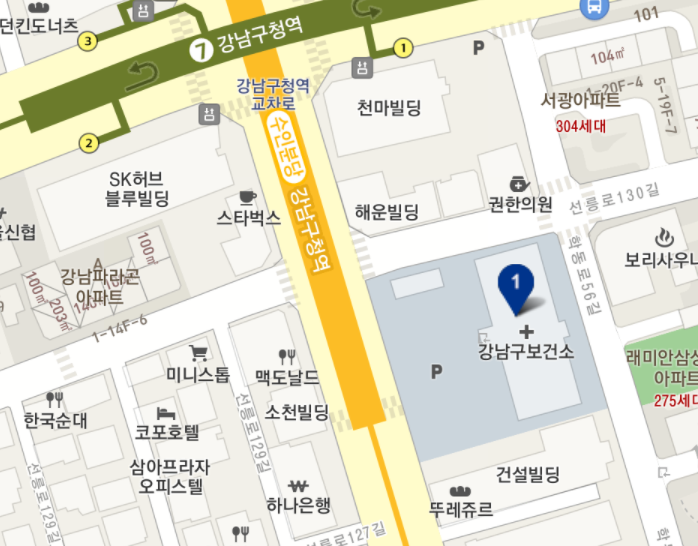 던킨도너츠
3
7 강남구청역
1
P
101
104㎡
1-20F-4
5-19F-7
강남구청역
교차로
천마빌딩
서광아파트
304세대
2
수인분당
강남구청역
SK허브
블루빌딩
스타벅스
해운빌딩
권한의원
선릉로130길
학동로56길
보리사우나
강남파라곤
아파트
100㎡
100㎡
203㎡
1-14F-6
1
강남구보건소
P
래미안삼성
아파트
275세대
미니스톱
맥도날드
소천빌딩
한국순대
코포호텔
선릉로129길
삼아프라자
오피스텔
선릉로129길
하나은행
건설빌딩
뚜레쥬르
선릉로127길